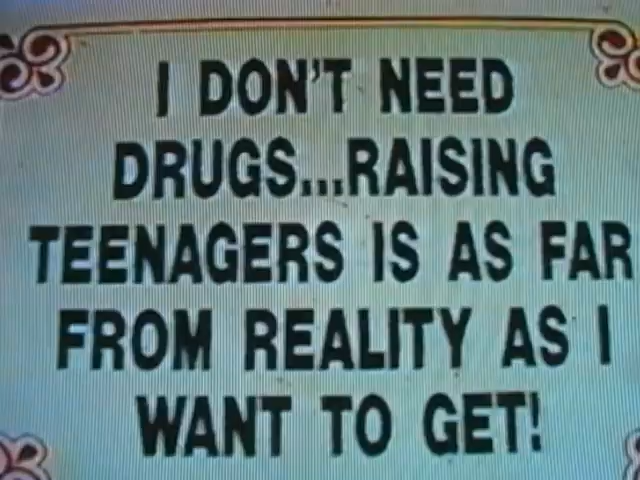 I DON'T NEED
DRUGS...RAISING
TEENAGERS IS AS FAR
FROM REALITY AS I
WANT TO GET!